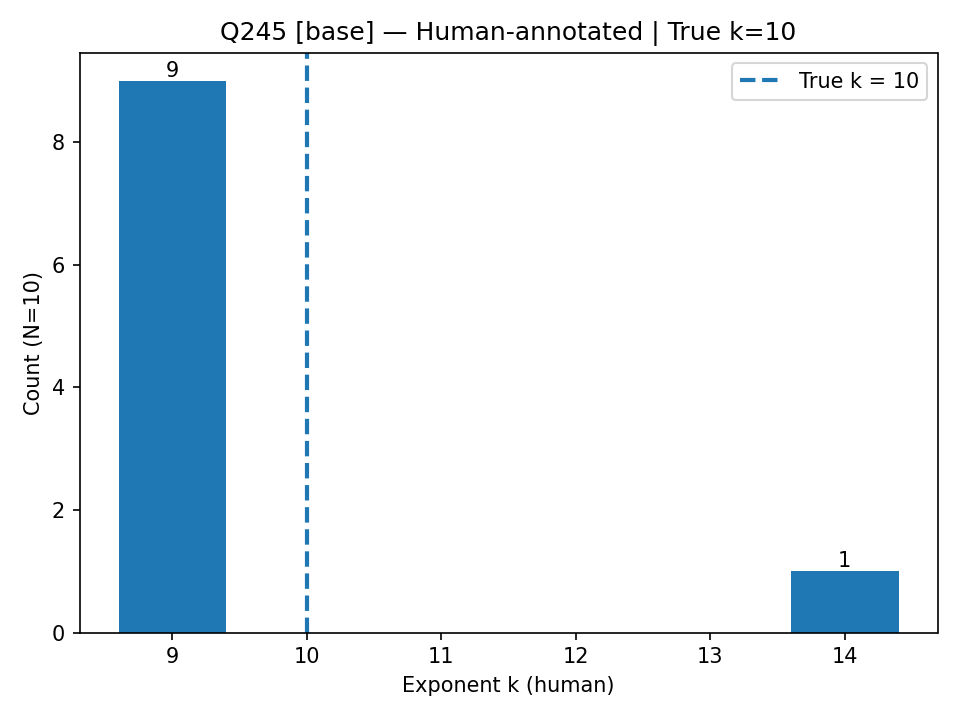 Q245 [base] — Human-annotated | True k=10
True k = 10
9
1
8
6
4
2
0
Count (N=10)
9 10 11 12 13 14
Exponent k (human)